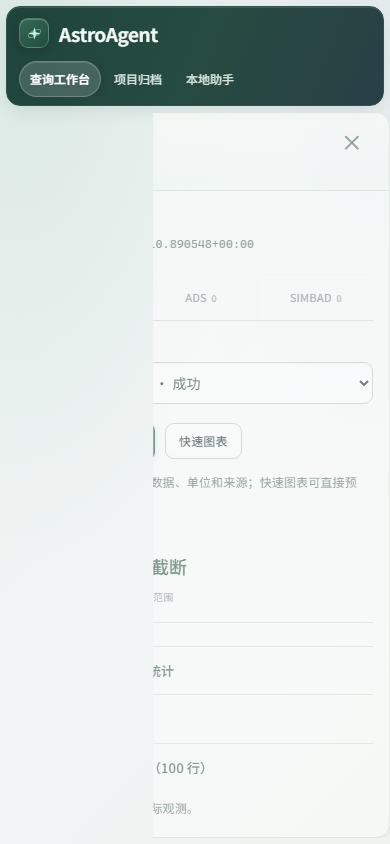 AstroAgent
查询工作台 项目归档 本地助手
0.890548+00:00
ADS 0 SIMBAD 0
· 成功
快速图表
数据、单位和来源；快速图表可直接预
截断
范围
统计
（100 行）
际观测。